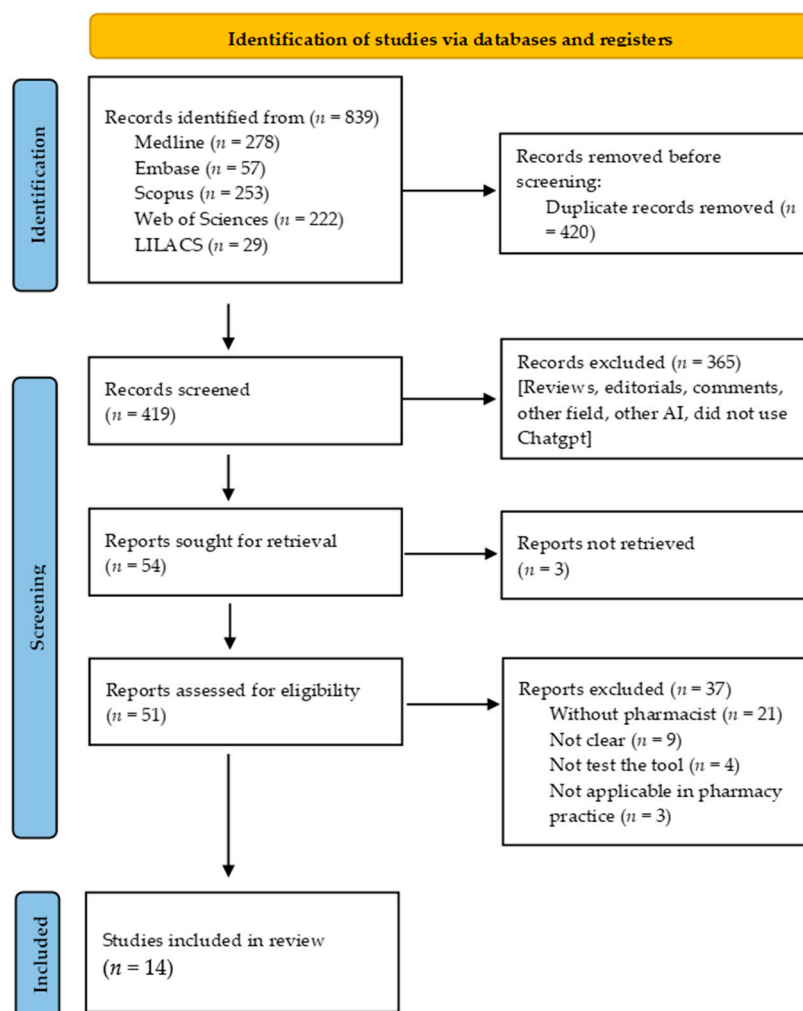 Identification of studies via databases and registers
Identification
Records identified from (n = 839)
Medline (n = 278)
Embase (n = 57)
Scopus (n = 253)
Web of Sciences (n = 222)
LILACS (n = 29)
Records removed before
screening:
Duplicate records removed (n
= 420)
Screening
Records screened
(n = 419)
Records excluded (n = 365)
[Reviews, editorials, comments,
other field, other AI, did not use
Chatgpt]
Reports sought for retrieval
(n = 54)
Reports not retrieved
(n = 3)
Reports assessed for eligibility
(n = 51)
Reports excluded (n = 37)
Without pharmacist (n = 21)
Not clear (n = 9)
Not test the tool (n = 4)
Not applicable in pharmacy
practice (n = 3)
Included
Studies included in review
(n = 14)